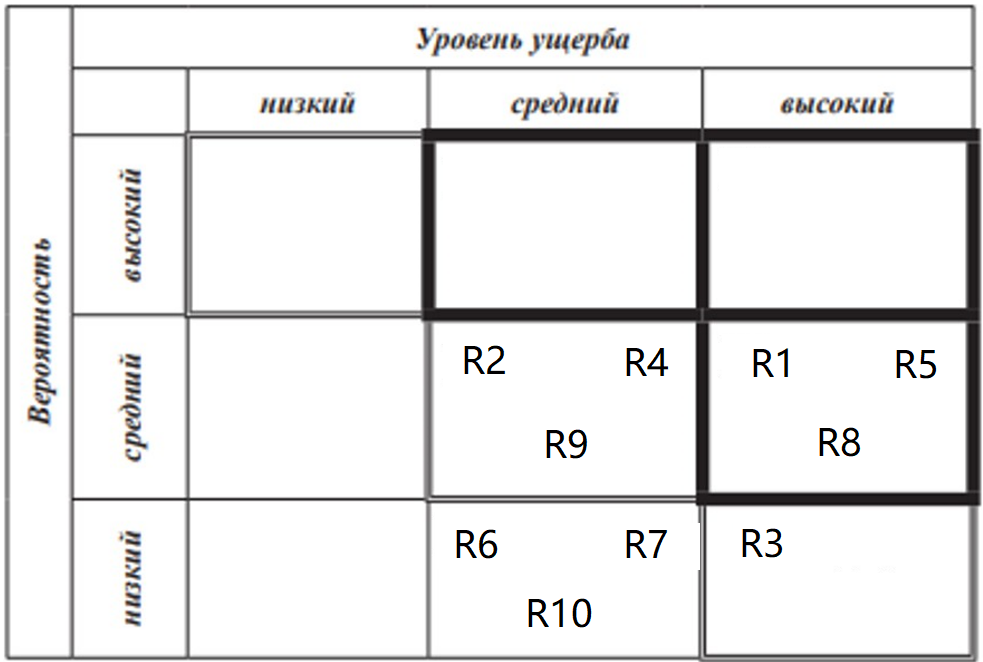 Уровень ущерба
низкий средний высокий
Вероятность
высокий
средний
R2 R4 R1 R5
R9 R8
низкий
R6 R7 R3
R10